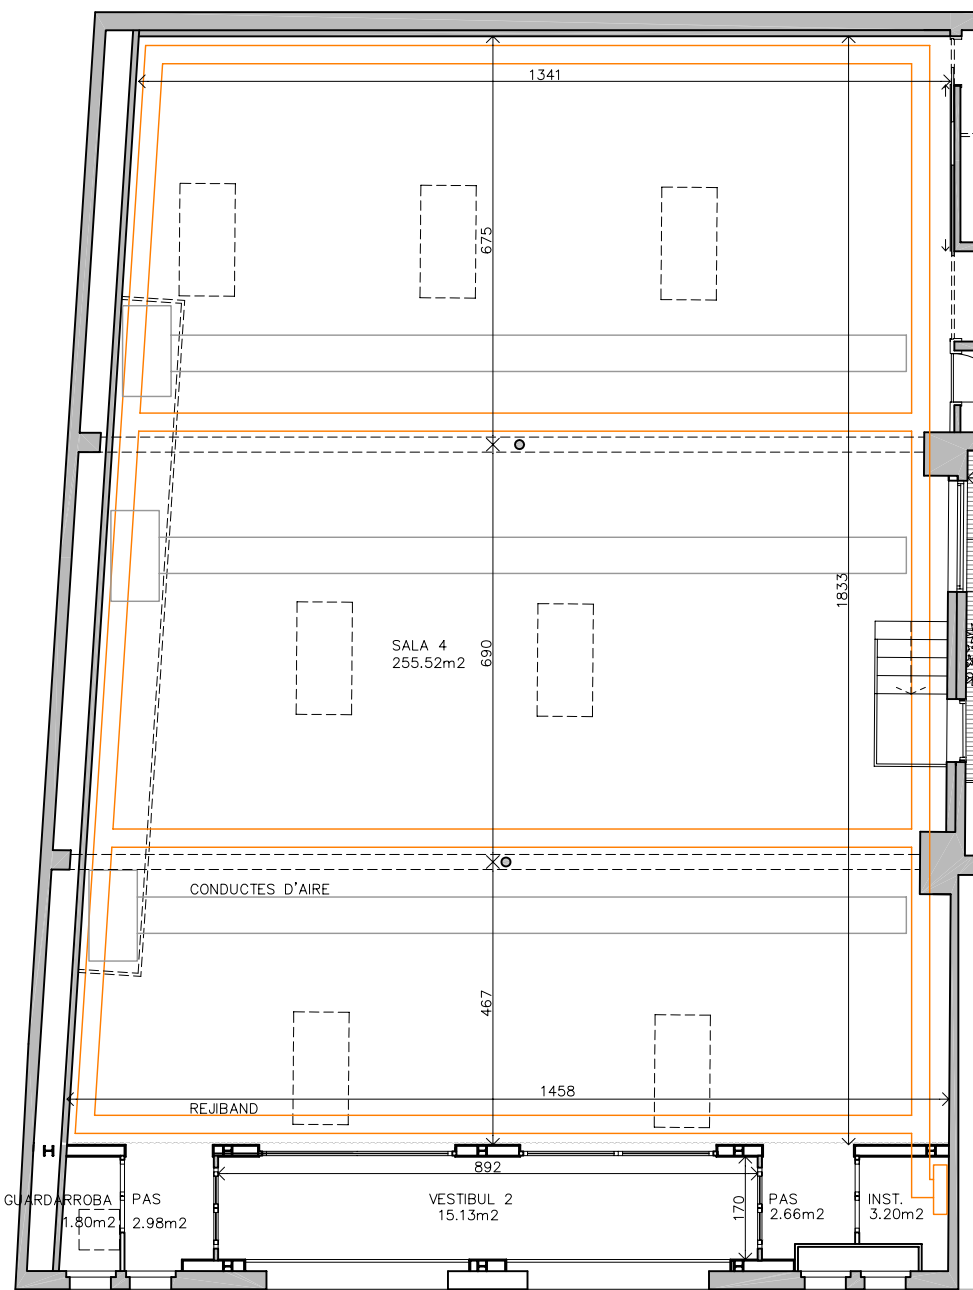 1341
675
1833
SALA 4
255.52m2
690
CONDUCTES D'AIRE
467
1458
REJIBAND
892
GUARDARROBA
1.80m2
PAS
2.98m2
VESTIBUL 2
15.13m2
170
PAS
2.66m2
INST.
3.20m2